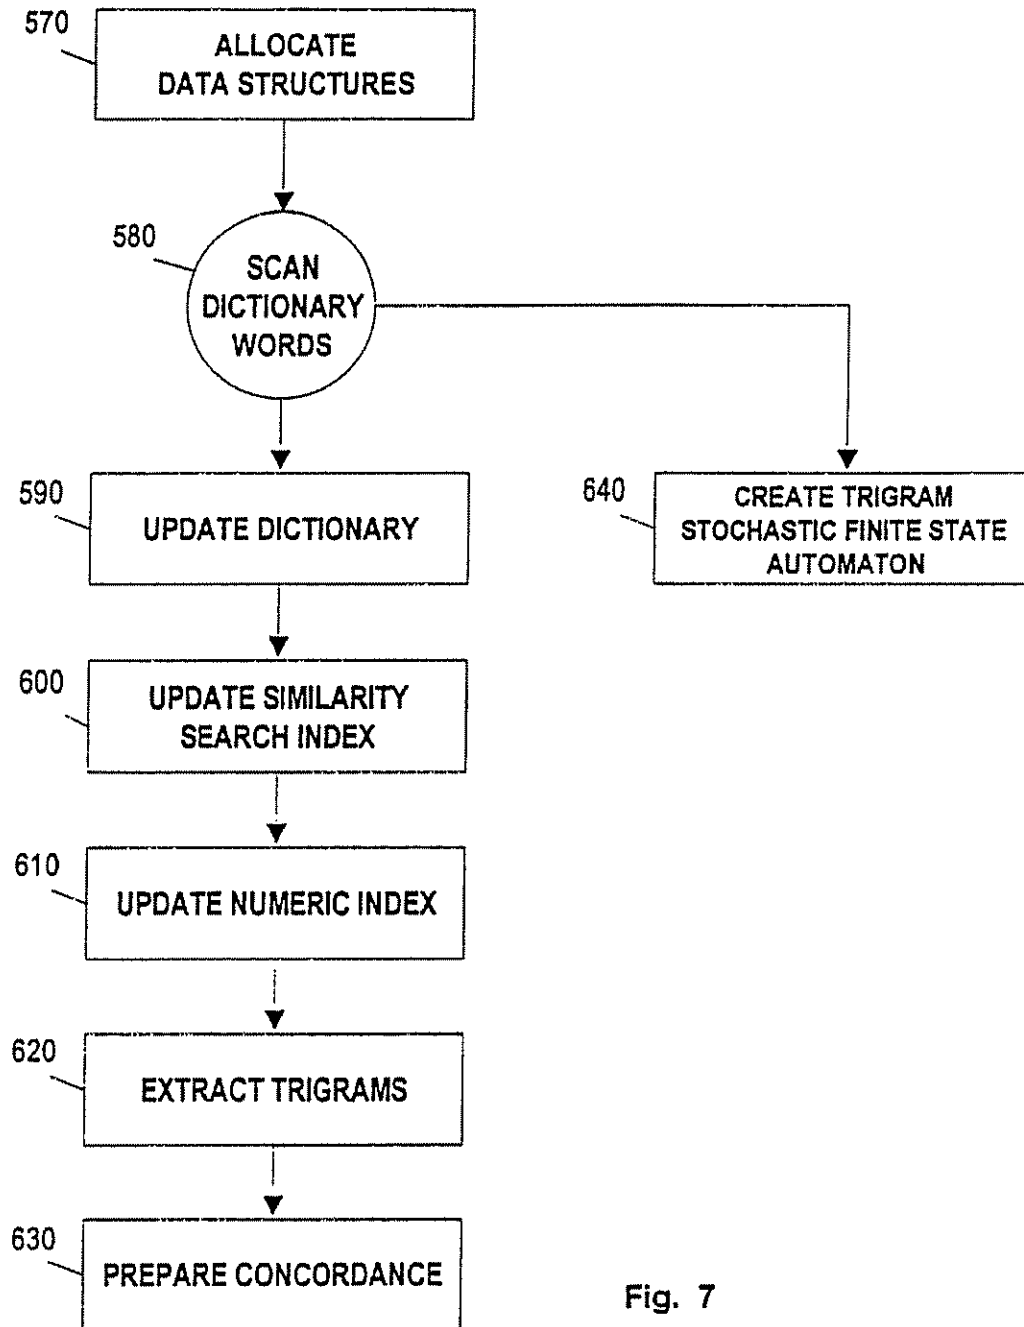 570
ALLOCATE
DATA STRUCTURES
580
SCAN
DICTIONARY
WORDS
590
UPDATE DICTIONARY
640
CREATE TRIGRAM
STOCHASTIC FINITE STATE
AUTOMATON
600
UPDATE SIMILARITY
SEARCH INDEX
610
UPDATE NUMERIC INDEX
620
EXTRACT TRIGRAMS
630
PREPARE CONCORDANCE
Fig. 7